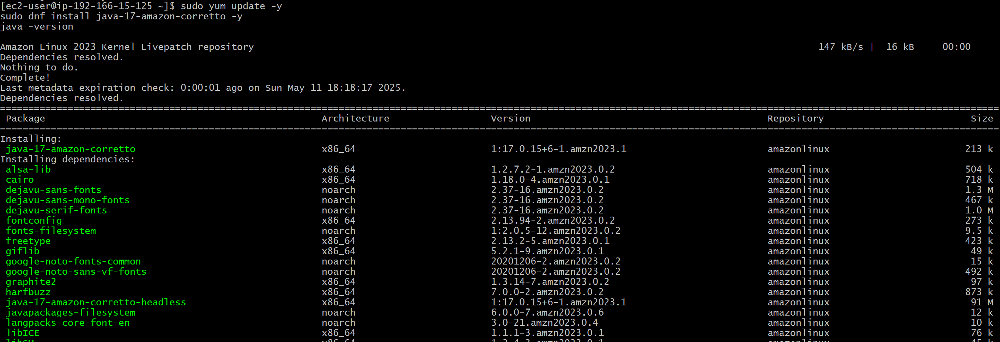 [ec2-user@ip-192-166-15-125 ~]$ sudo yum update -y
sudo dnf install java-17-amazon-corretto -y
java -version
Amazon Linux 2023 Kernel Livepatch repository 147 kB/s | 16 kB 00:00
Dependencies resolved.
Nothing to do.
Complete!
Last metadata expiration check: 0:00:01 ago on Sun May 11 18:18:17 2025.
Dependencies resolved.
Package Architecture Version Repository Size
Installing:
java-17-amazon-corretto x86_64 1:17.0.15+6-1.amzn2023.1 amazonlinux 213 k
Installing dependencies:
alsa-lib x86_64 1.2.7.2-1.amzn2023.0.2 amazonlinux 504 k
cairo x86_64 1.18.0-4.amzn2023.0.1 amazonlinux 718 k
dejavu-sans-fonts noarch 2.37-16.amzn2023.0.2 amazonlinux 1.3 M
dejavu-sans-mono-fonts noarch 2.37-16.amzn2023.0.2 amazonlinux 467 k
dejavu-serif-fonts noarch 2.37-16.amzn2023.0.2 amazonlinux 1.0 M
fontconfig x86_64 2.13.94-2.amzn2023.0.2 amazonlinux 273 k
fonts-filesystem noarch 1:2.0.5-12.amzn2023.0.2 amazonlinux 9.5 k
freetype x86_64 2.13.2-5.amzn2023.0.1 amazonlinux 423 k
giflib x86_64 5.2.1-9.amzn2023.0.1 amazonlinux 49 k
google-noto-fonts-common noarch 20201206-2.amzn2023.0.2 amazonlinux 15 k
google-noto-sans-vf-fonts noarch 20201206-2.amzn2023.0.2 amazonlinux 492 k
graphite2 x86_64 1.3.14-7.amzn2023.0.2 amazonlinux 97 k
harfbuzz x86_64 7.0.0-2.amzn2023.0.2 amazonlinux 873 k
java-17-amazon-corretto-headless x86_64 1:17.0.15+6-1.amzn2023.1 amazonlinux 91 M
javapackages-filesystem noarch 6.0.0-7.amzn2023.0.6 amazonlinux 12 k
langpacks-core-font-en noarch 3.0-21.amzn2023.0.4 amazonlinux 10 k
libICE x86_64 1.1.1-3.amzn2023.0.1 amazonlinux 76 k